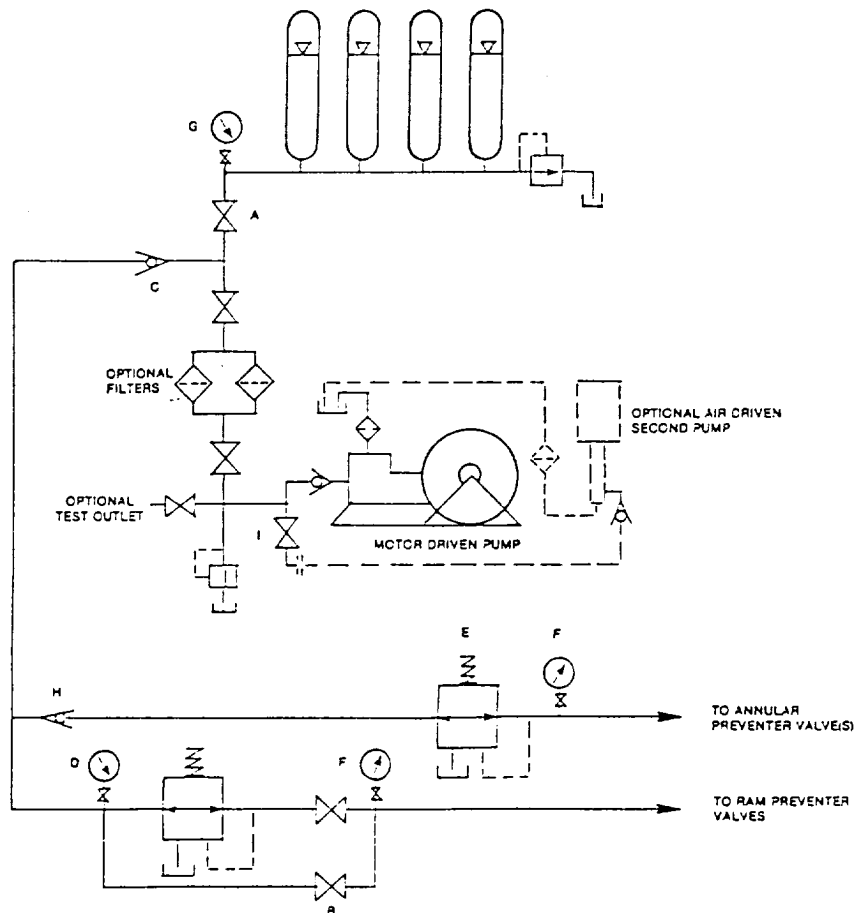 G
A
C
OPTIONAL
FILTERS
OPTIONAL AIR DRIVEN
SECOND PUMP
OPTIONAL
TEST OUTLET
I
MOTOR DRIVEN PUMP
E
F
H
TO ANNULAR
PREVENTER VALVE(S)
D
F
TO RAM PREVENTER
VALVES
B